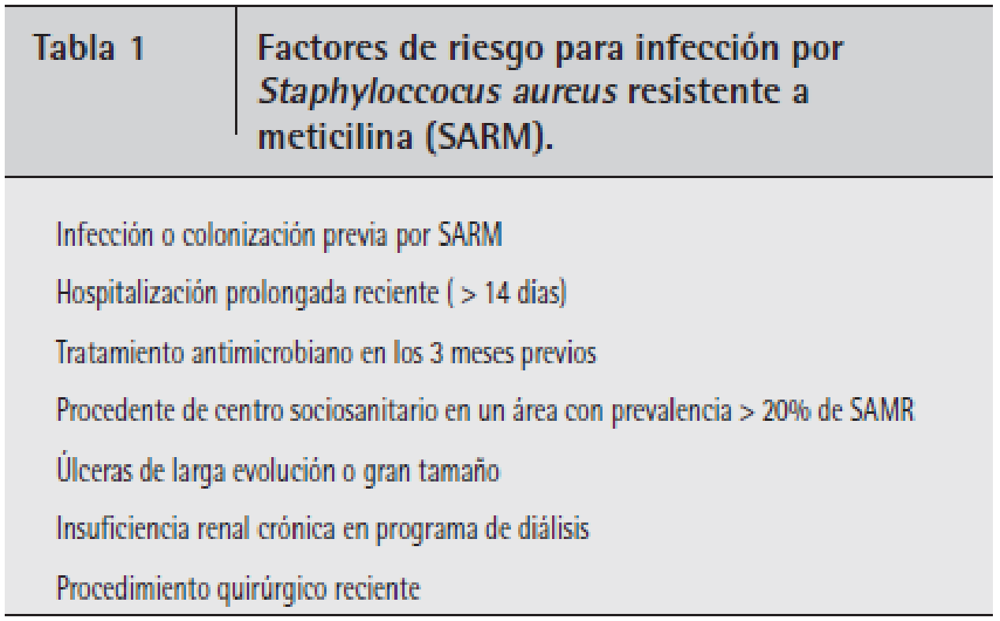 Tabla 1
Factores de riesgo para infección por
Staphyloccocus aureus resistente a
meticilina (SARM).
Infección o colonización previa por SARM
Hospitalización prolongada reciente ( > 14 días)
Tratamiento antimicrobiano en los 3 meses previos
Procedente de centro sociosanitario en un área con prevalencia > 20% de SAMR
Úlceras de larga evolución o gran tamaño
Insuficiencia renal crónica en programa de diálisis
Procedimiento quirúrgico reciente